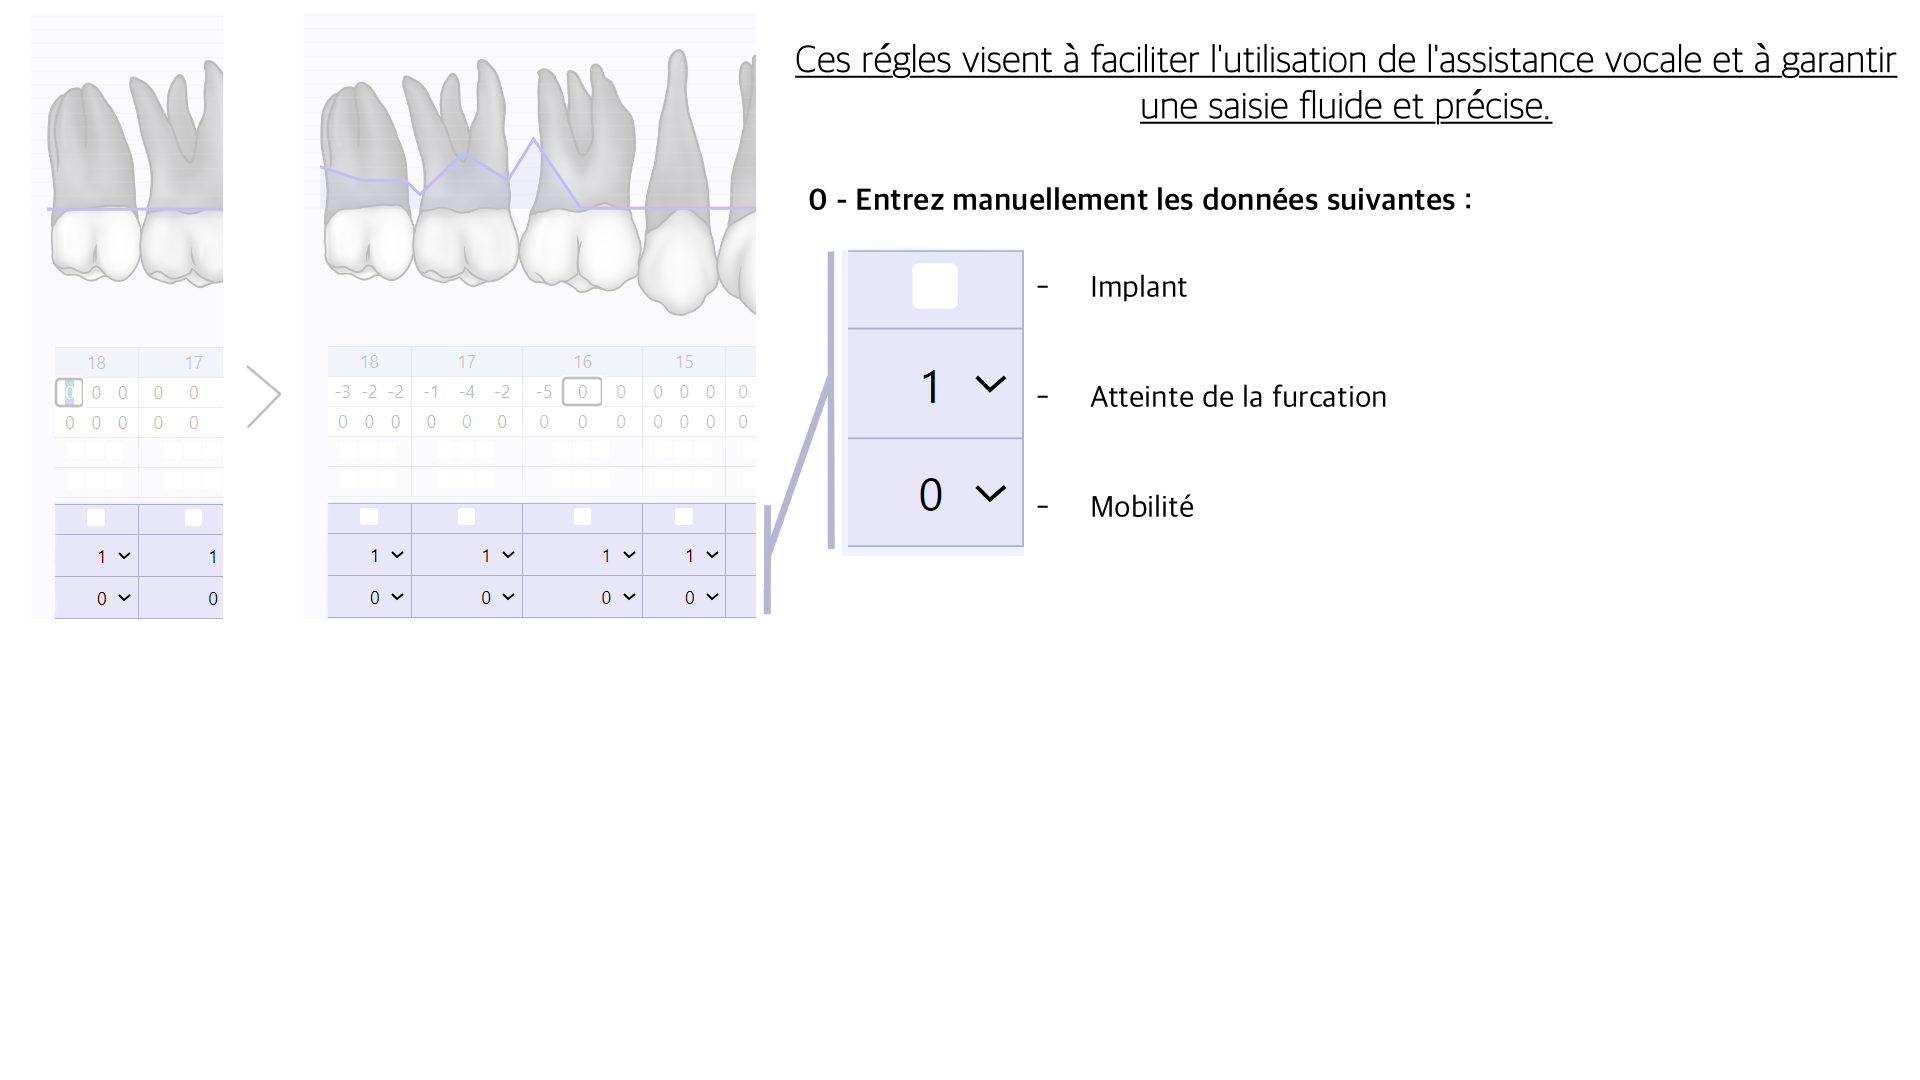 Ces régles visent à faciliter l'utilisation de l'assistance vocale et à garantir
une saisie fluide et précise.
0 - Entrez manuellement les données suivantes :
- Implant
1 - Atteinte de la furcation
0 - Mobilité
18 17
0 0 0 0 0
0 0 0 0 0
1 1
0 0
18 17 16 15
-3 -2 -2 -1 -4 -2 -5 0 0 0 0 0 0
0 0 0 0 0 0 0 0 0 0 0 0 0
1 1 1 1
0 0 0 0